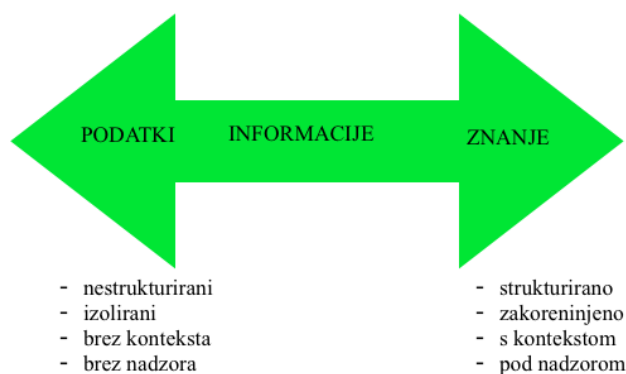 PODATKI INFORMACIJE ZNANJE
- nestrukturirani
- izolirani
- brez konteksta
- brez nadzora
- strukturirano
- zakoreninjeno
- s kontekstom
- pod nadzorom